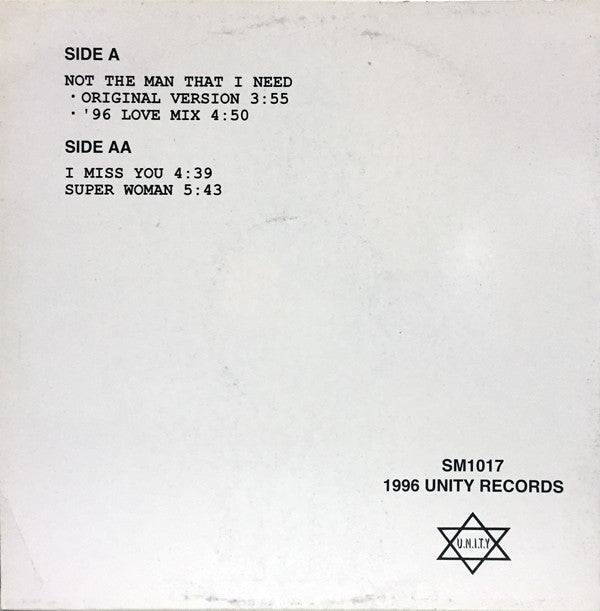 SIDE A
NOT THE MAN THAT I NEED
· ORIGINAL VERSION 3:55
· '96 LOVE MIX 4:50
SIDE AA
I MISS YOU 4:39
SUPER WOMAN 5:43
SM1017
1996 UNITY RECORDS
U.N.I.T.Y